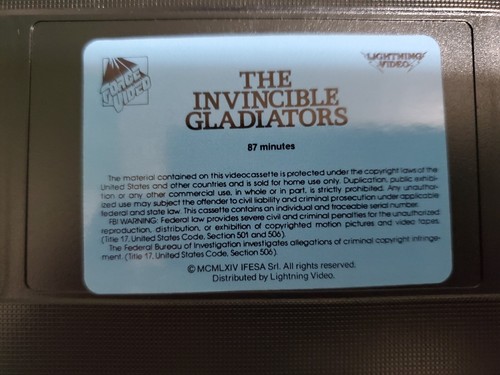 FORCE VIDEO
LIGHTNING
VIDEO
THE
INVINCIBLE
GLADIATORS
87 minutes
The material contained on this videocassette is protected under the copyright laws of the
United States and other countries and is sold for home use only. Duplication, public exhibi-
tion or any other commercial use, in whole or in part, is strictly prohibited. Any unauthor-
ized use may subject the offender to civil liability and criminal prosecution under applicable
federal and state law. This cassette contains an individual and traceable serial number.
FBI WARNING: Federal law provides severe civil and criminal penalties for the unauthorized
reproduction, distribution, or exhibition of copyrighted motion pictures and video tapes.
(Title 17, United States Code, Section 501 and 506).
The Federal Bureau of Investigation investigates allegations of criminal copyright infringe-
ment. (Title 17, United States Code, Section 506).
© MCMLXIV IFESA Srl. All rights reserved.
Distributed by Lightning Video.